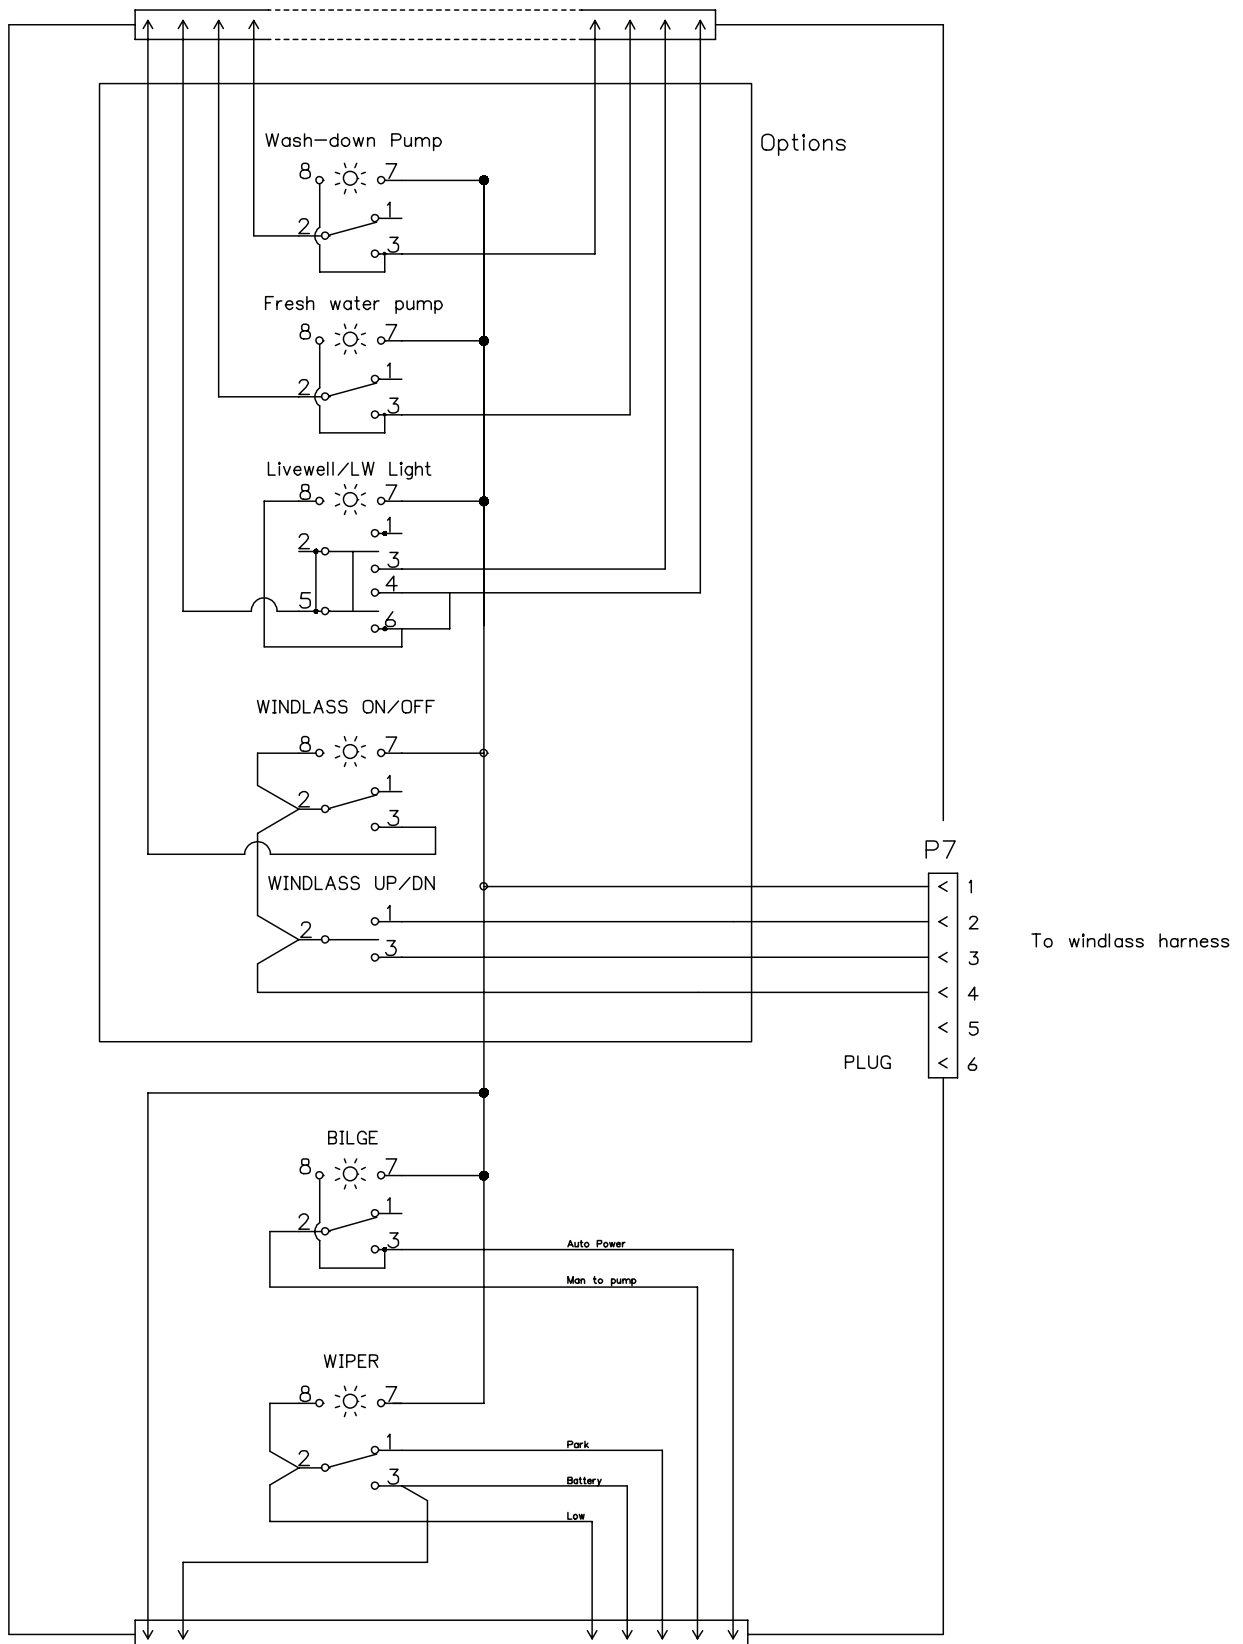 Wash-down Pump
Options
8 7
1
2
3
Fresh water pump
8 7
1
2
3
Livewell/LW Light
8 7
1
2
3
4
5
6
WINDLASS ON/OFF
8 7
1
2
3
P7
WINDLASS UP/DN
1
1
2
2
To windlass harness
3
3
4
5
PLUG
6
BILGE
8 7
1
2
3
Auto Power
Man to pump
WIPER
8 7
1
Park
2
3
Battery
Low